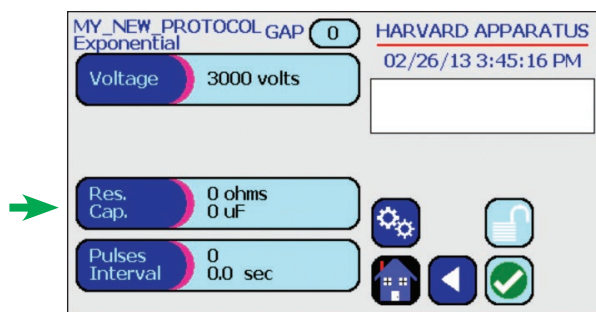 MY_NEW_PROTOCOL GAP 0
Exponential
HARVARD APPARATUS
02/26/13 3:45:16 PM
Voltage 3000 volts
Res. 0 ohms
Cap. 0 uF
Pulses 0
Interval 0.0 sec